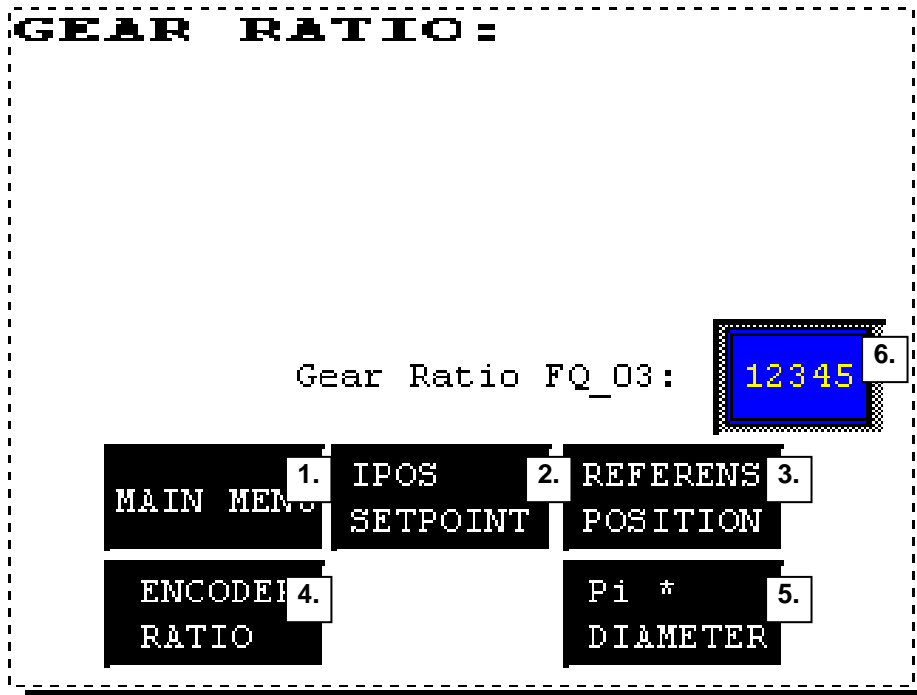 GEAR RATIO:
Gear Ratio FQ_03:
12345
6.
MAIN MENU
1.
IPOS
SETPOINT
2.
REFERENS
POSITION
3.
ENCODER
RATIO
4.
Pi *
DIAMETER
5.